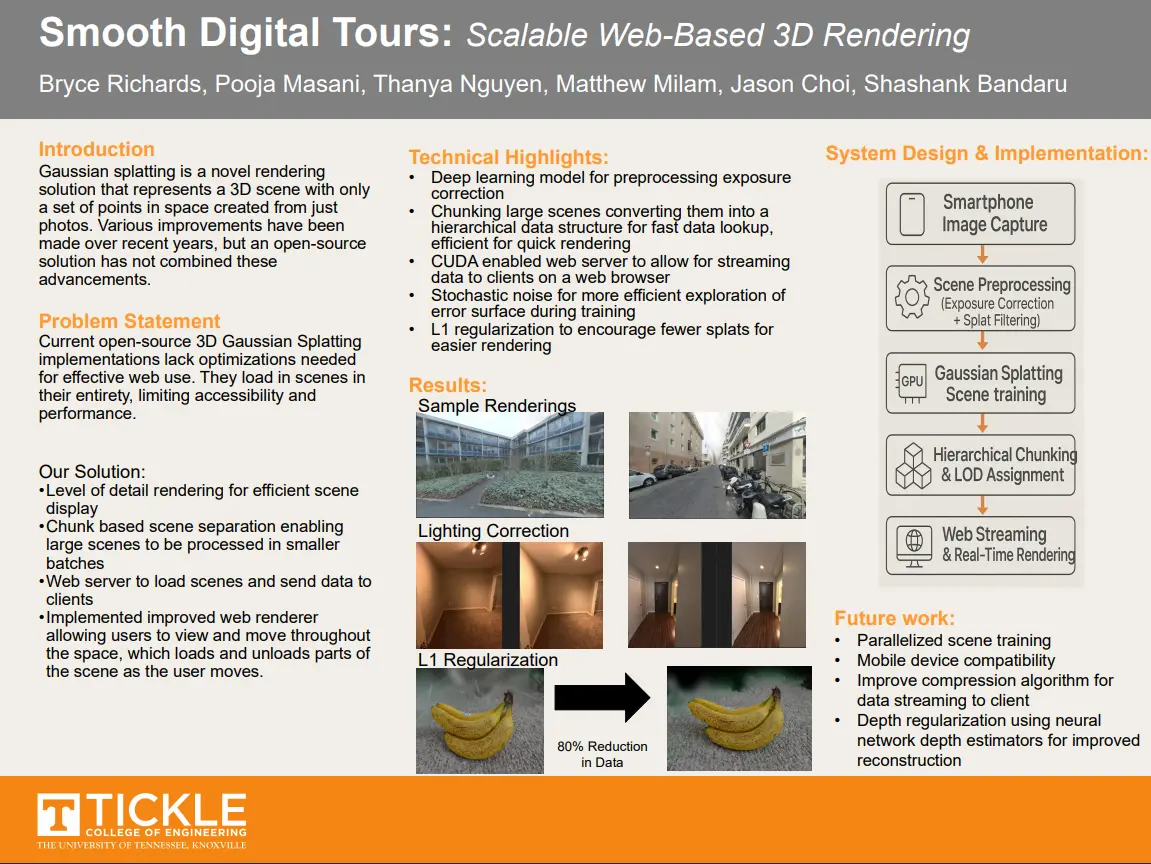 Smooth Digital Tours: Scalable Web-Based 3D Rendering
Bryce Richards, Pooja Masani, Thanya Nguyen, Matthew Milam, Jason Choi, Shashank Bandaru
Introduction
Gaussian splatting is a novel rendering
solution that represents a 3D scene with only
a set of points in space created from just
photos. Various improvements have been
made over recent years, but an open-source
solution has not combined these
advancements.
Problem Statement
Current open-source 3D Gaussian Splatting
implementations lack optimizations needed
for effective web use. They load in scenes in
their entirety, limiting accessibility and
performance.
Our Solution:
•Level of detail rendering for efficient scene
display
•Chunk based scene separation enabling
large scenes to be processed in smaller
batches
•Web server to load scenes and send data to
clients
•Implemented improved web renderer
allowing users to view and move throughout
the space, which loads and unloads parts of
the scene as the user moves.
Technical Highlights:
• Deep learning model for preprocessing exposure
correction
• Chunking large scenes converting them into a
hierarchical data structure for fast data lookup,
efficient for quick rendering
• CUDA enabled web server to allow for streaming
data to clients on a web browser
• Stochastic noise for more efficient exploration of
error surface during training
• L1 regularization to encourage fewer splats for
easier rendering
Results:
Sample Renderings
Lighting Correction
L1 Regularization
80% Reduction
in Data
System Design & Implementation:
Smartphone
Image Capture
Scene Preprocessing
(Exposure Correction
+ Splat Filtering)
GPU
Gaussian Splatting
Scene training
Hierarchical Chunking
& LOD Assignment
Web Streaming
& Real-Time Rendering
Future work:
• Parallelized scene training
• Mobile device compatibility
• Improve compression algorithm for
data streaming to client
• Depth regularization using neural
network depth estimators for improved
reconstruction
T TICKLE
COLLEGE OF ENGINEERING
THE UNIVERSITY OF TENNESSEE, KNOXVILLE